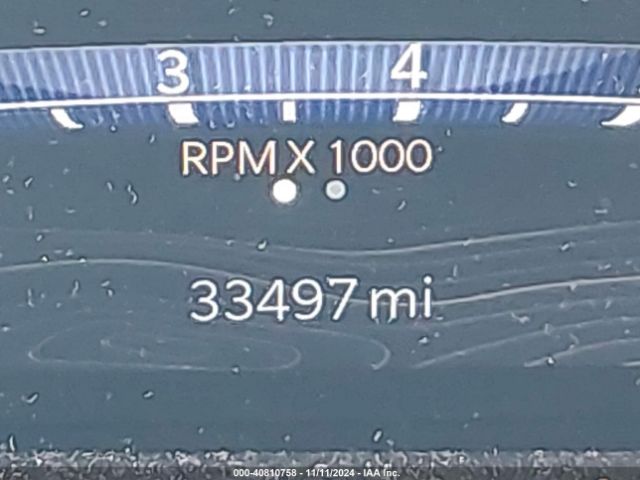 3 4
RPM X 1000
33497 mi
000-40810758 - 11/11/2024 - IAA Inc.